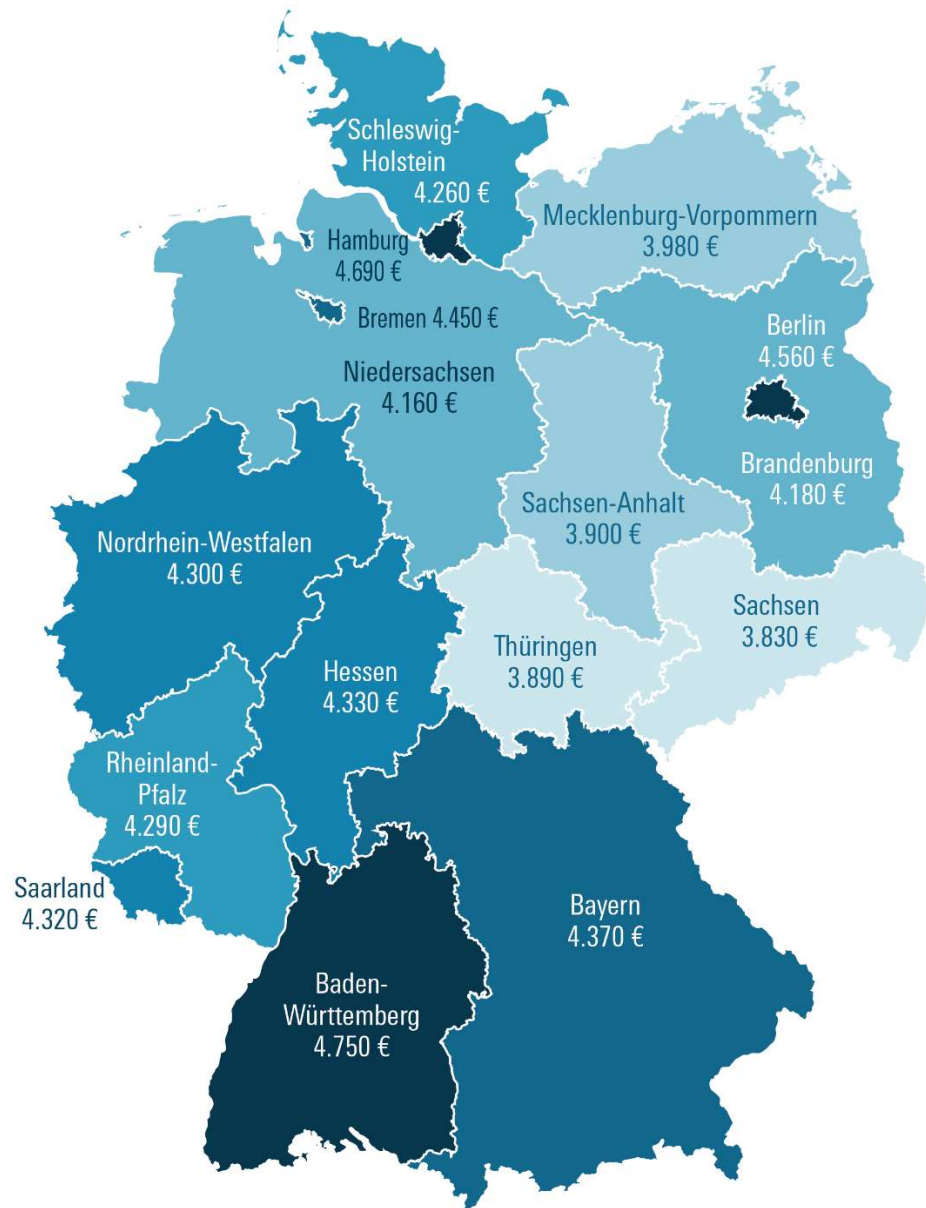 Schleswig-
Holstein
4.260 €
Mecklenburg-Vorpommern
3.980 €
Hamburg
4.690 €
Bremen 4.450 €
Berlin
4.560 €
Niedersachsen
4.160 €
Brandenburg
4.180 €
Sachsen-Anhalt
3.900 €
Nordrhein-Westfalen
4.300 €
Sachsen
3.830 €
Thüringen
3.890 €
Hessen
4.330 €
Rheinland-
Pfalz
4.290 €
Saarland
4.320 €
Bayern
4.370 €
Baden-
Württemberg
4.750 €